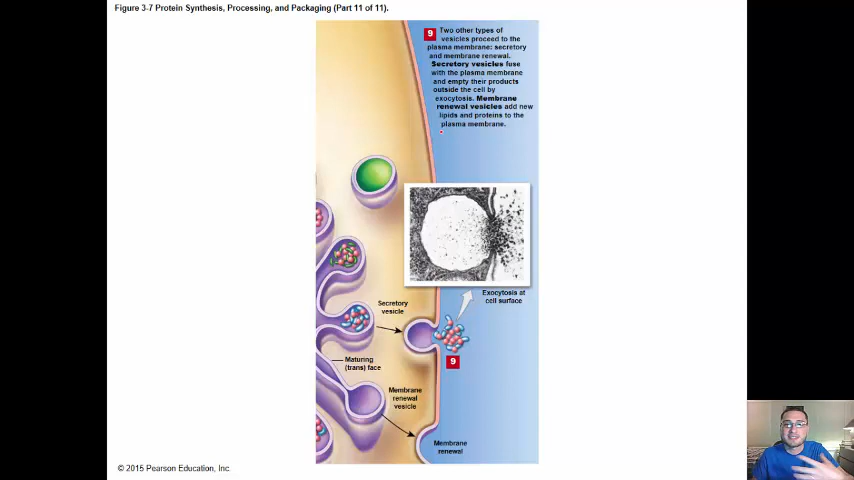 Figure 3-7 Protein Synthesis, Processing, and Packaging (Part 11 of 11).
9 Two other types of
vesicles proceed to the
plasma membrane: secretory
and membrane renewal.
Secretory vesicles fuse
with the plasma membrane
and empty their products
outside the cell by
exocytosis. Membrane
renewal vesicles add new
lipids and proteins to the
plasma membrane.
Exocytosis at
cell surface
Secretory
vesicle
9
Maturing
(trans) face
Membrane
renewal
vesicle
Membrane
renewal
© 2015 Pearson Education, Inc.